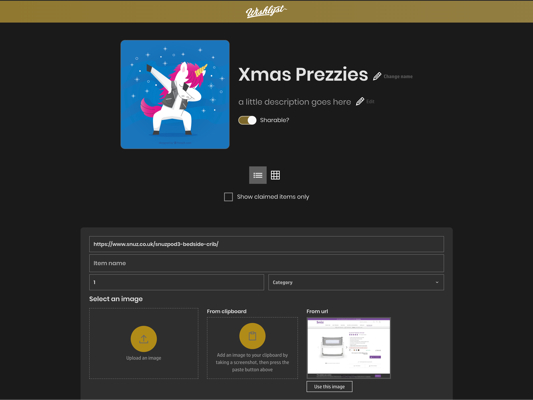 Wishlyst
Xmas Prezzies
Change name
a little description goes here
Edit
Sharable?
Show claimed items only
https://www.snuz.co.uk/snuzpod3-bedside-crib/
Item name
1
Category
Select an image
From clipboard
From url
Upload an image
Add an image to your clipboard by
taking a screenshot, then press the
paste button above
Use this image